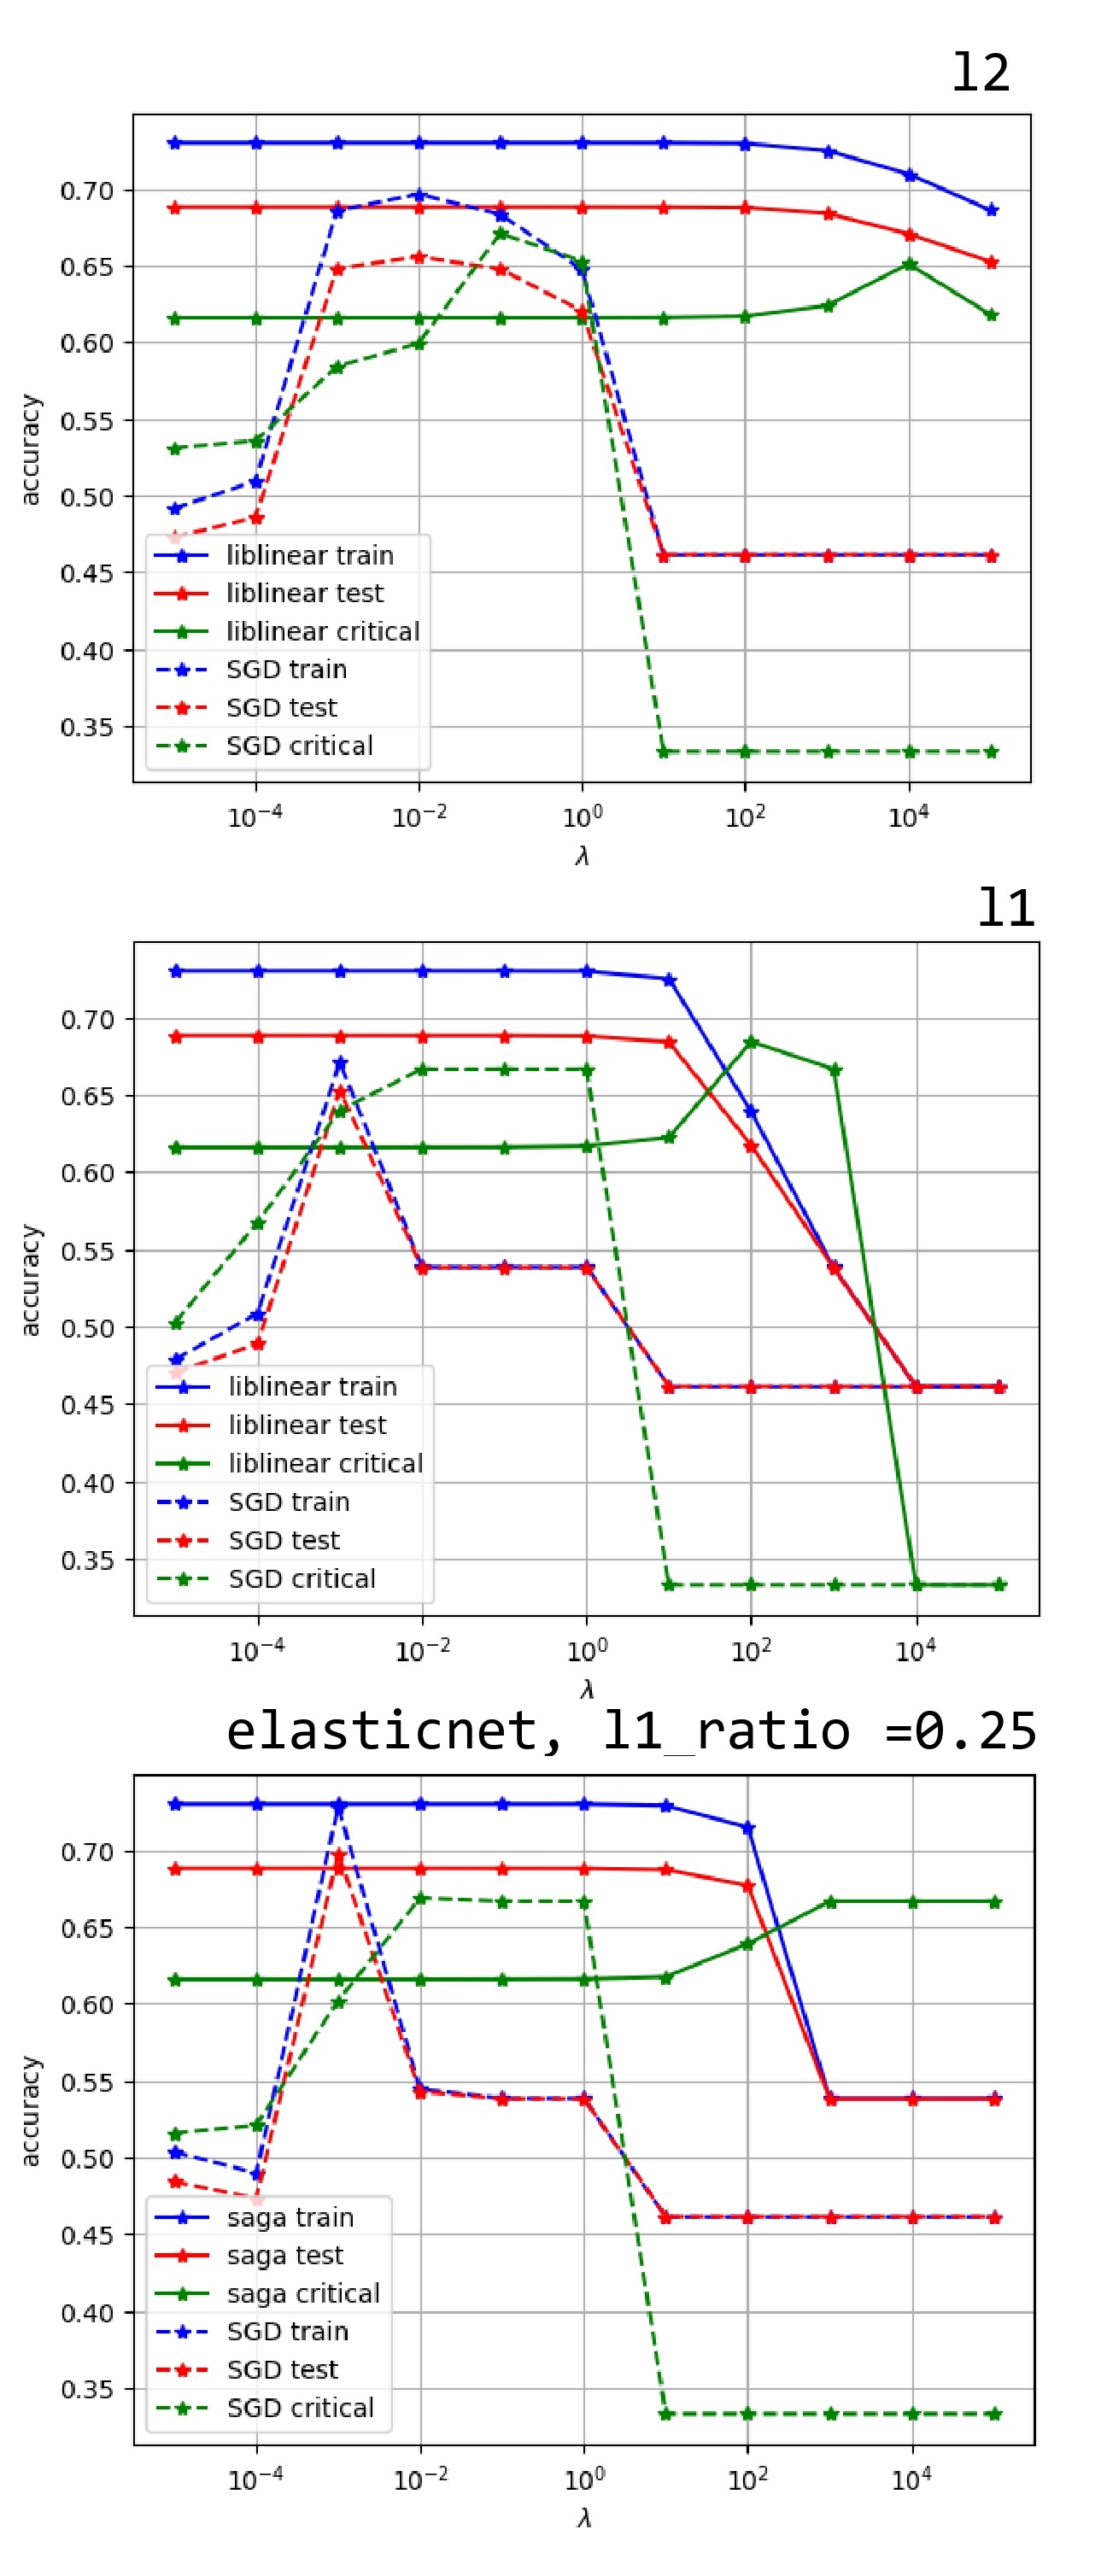 l2
0.70
0.65
0.60
0.55
0.50
0.45
0.40
0.35
accuracy
liblinear train
liblinear test
liblinear critical
SGD train
SGD test
SGD critical
10⁻⁴ 10⁻² 10⁰ 10² 10⁴
λ
l1
0.70
0.65
0.60
0.55
0.50
0.45
0.40
0.35
accuracy
liblinear train
liblinear test
liblinear critical
SGD train
SGD test
SGD critical
10⁻⁴ 10⁻² 10⁰ 10² 10⁴
λ
elasticnet, l1_ratio =0.25
0.70
0.65
0.60
0.55
0.50
0.45
0.40
0.35
accuracy
saga train
saga test
saga critical
SGD train
SGD test
SGD critical
10⁻⁴ 10⁻² 10⁰ 10² 10⁴
λ